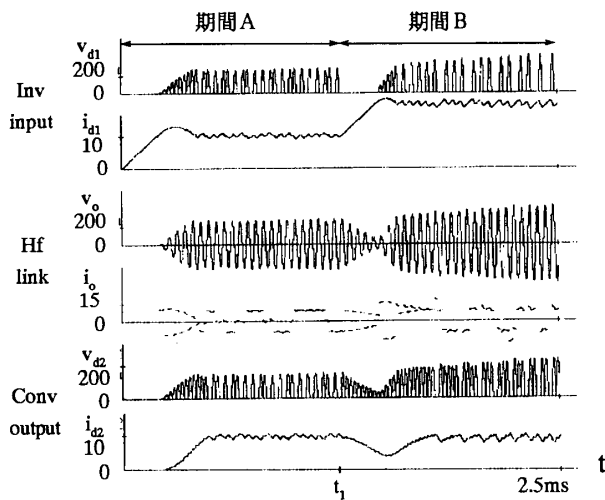 期間A
期間B
v_d1
200
0
Inv
input
i_d1
10
0
v_o
200
0
Hf
link
i_o
15
0
v_d2
200
0
Conv
output
i_d2
10
0
t_1
2.5ms
t